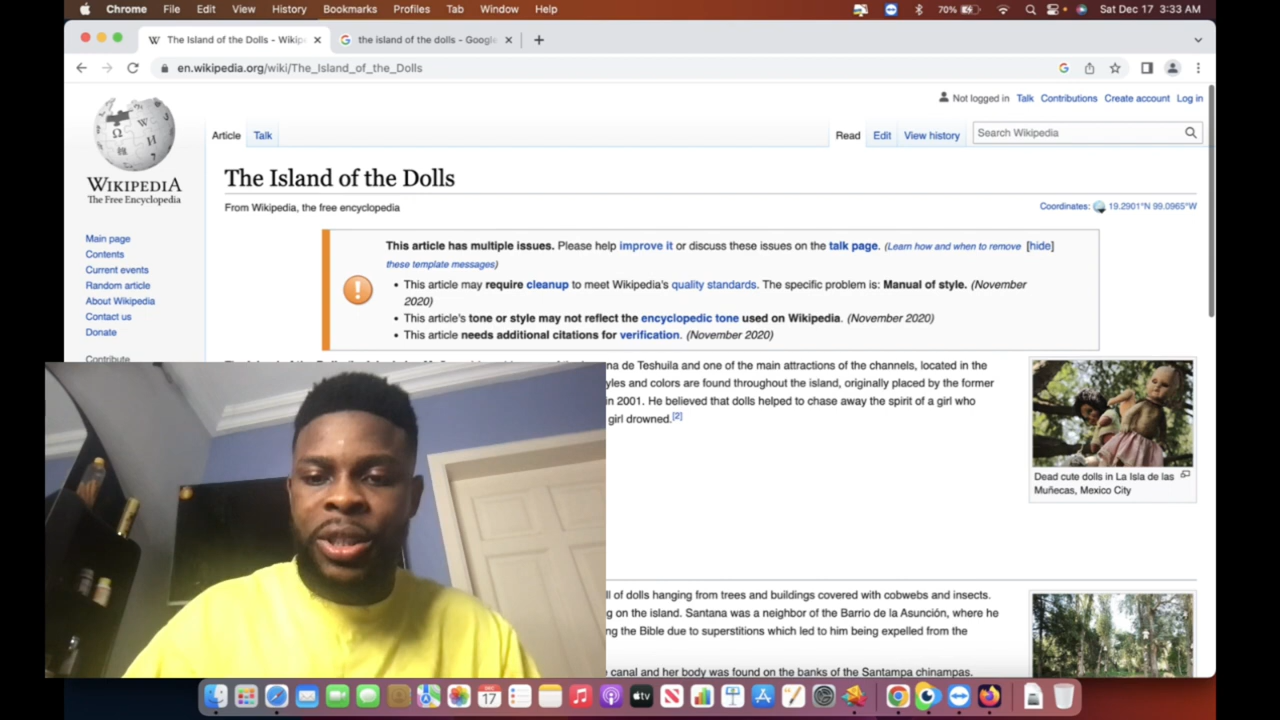 Chrome File Edit View History Bookmarks Profiles Tab Window Help 70% Sat Dec 17 3:33 AM
The Island of the Dolls - Wikip
the island of the dolls - Google
en.wikipedia.org/wiki/The_Island_of_the_Dolls
Not logged in Talk Contributions Create account Log in
Article Talk Read Edit View history Search Wikipedia
WIKIPEDIA
The Free Encyclopedia
The Island of the Dolls
From Wikipedia, the free encyclopedia
Coordinates: 19.2901°N 99.0965°W
Main page
Contents
Current events
Random article
About Wikipedia
Contact us
Donate
Contribute
This article has multiple issues. Please help improve it or discuss these issues on the talk page. (Learn how and when to remove [hide]
these template messages)
• This article may require cleanup to meet Wikipedia's quality standards. The specific problem is: Manual of style. (November
2020)
• This article's tone or style may not reflect the encyclopedic tone used on Wikipedia. (November 2020)
• This article needs additional citations for verification. (November 2020)
na de Teshuila and one of the main attractions of the channels, located in the
yles and colors are found throughout the island, originally placed by the former
in 2001. He believed that dolls helped to chase away the spirit of a girl who
girl drowned.[2]
Dead cute dolls in La Isla de las
Muñecas, Mexico City
ll of dolls hanging from trees and buildings covered with cobwebs and insects.
g on the island. Santana was a neighbor of the Barrio de la Asunción, where he
ng the Bible due to superstitions which led to him being expelled from the
canal and her body was found on the banks of the Santampa chinampas.
DEC
17
tv